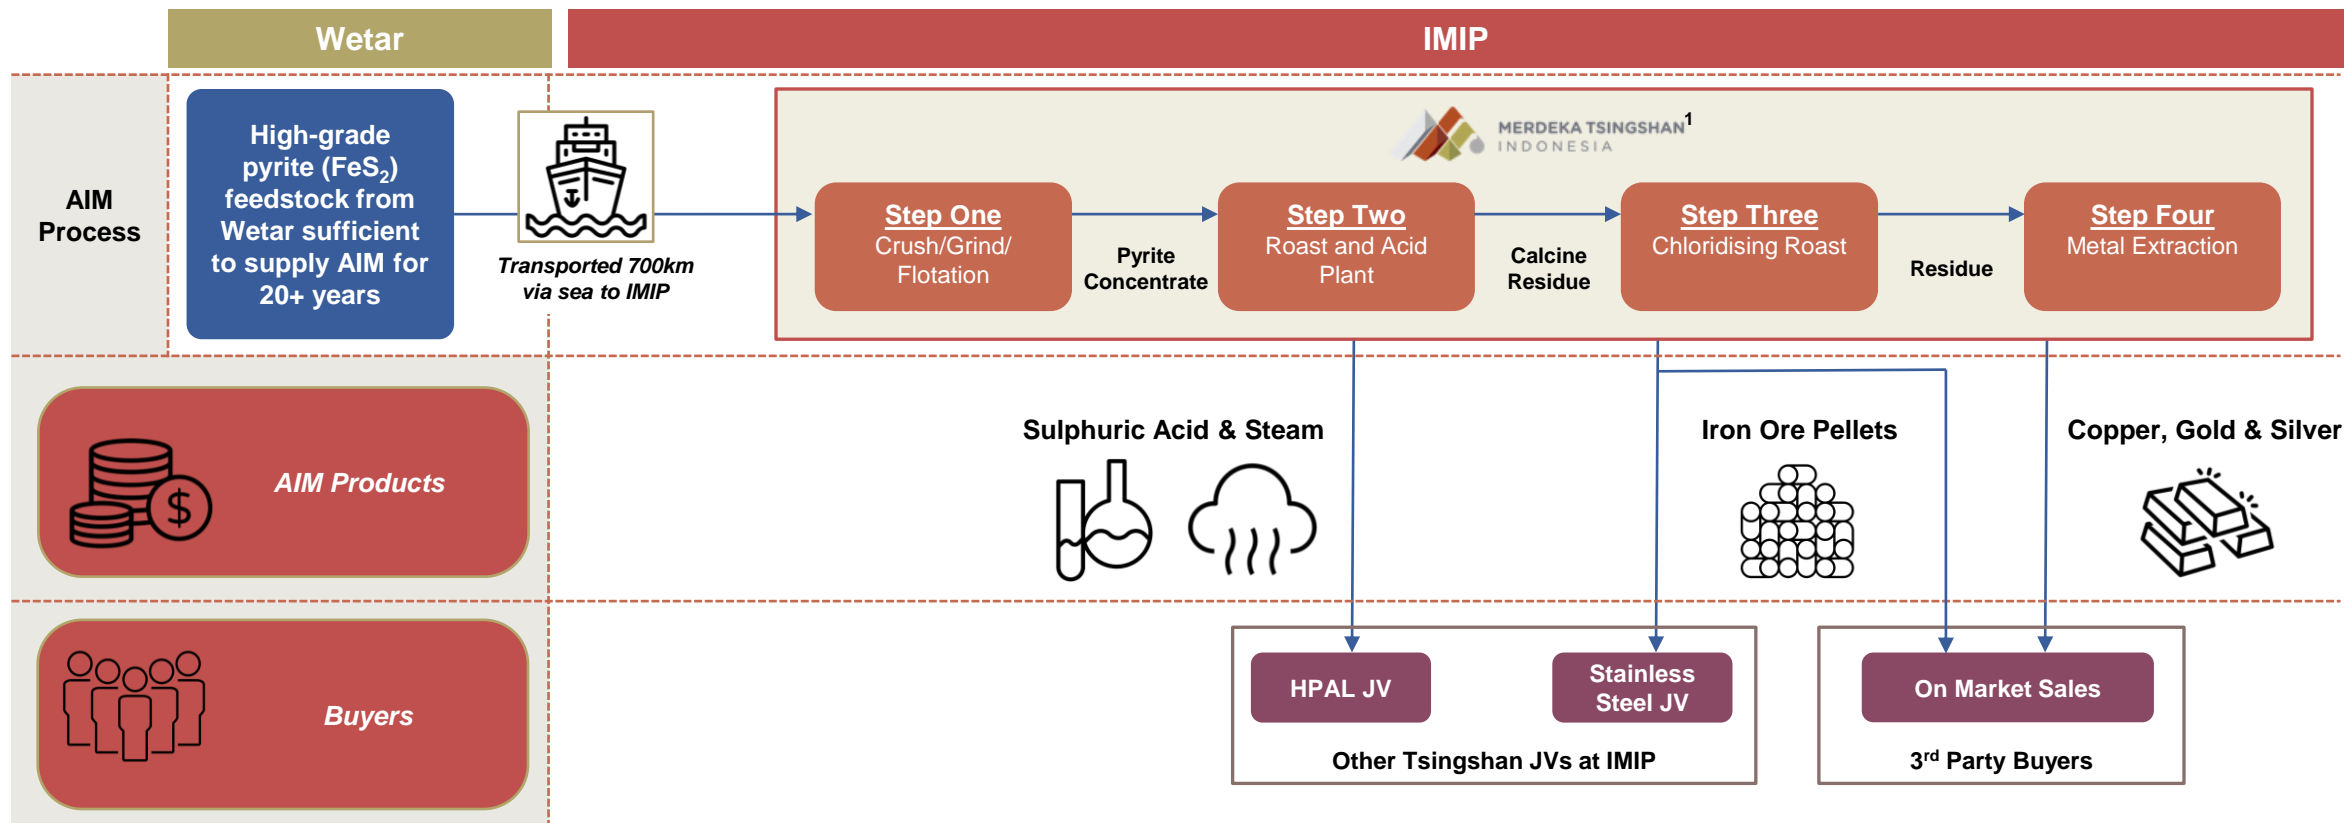 Wetar
IMIP
AIM
Process
High-grade
pyrite (FeS₂)
feedstock from
Wetar sufficient
to supply AIM for
20+ years
Transported 700km
via sea to IMIP
MERDEKA TSINGSHAN¹
INDONESIA
Step One
Crush/Grind/
Flotation
Pyrite
Concentrate
Step Two
Roast and Acid
Plant
Calcine
Residue
Step Three
Chloridising Roast
Residue
Step Four
Metal Extraction
AIM Products
$
Sulphuric Acid & Steam
Iron Ore Pellets
Copper, Gold & Silver
Buyers
HPAL JV
Stainless
Steel JV
Other Tsingshan JVs at IMIP
On Market Sales
3rd Party Buyers